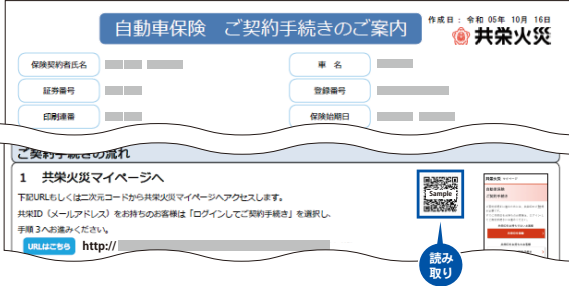 作成日：令和 05年 10月 16日
自動車保険 ご契約手続きのご案内
共栄火災
保険契約者氏名
車 名
証券番号
登録番号
印刷連番
保険始期日
ご契約手続きの流れ
1 共栄火災マイページへ
下記URLもしくは二次元コードから共栄火災マイページへアクセスします。
共栄ID（メールアドレス）をお持ちのお客様は「ログインしてご契約手続き」を選択し、
手順３へお進みください。
URLはこちら http://
Sample
読み
取り